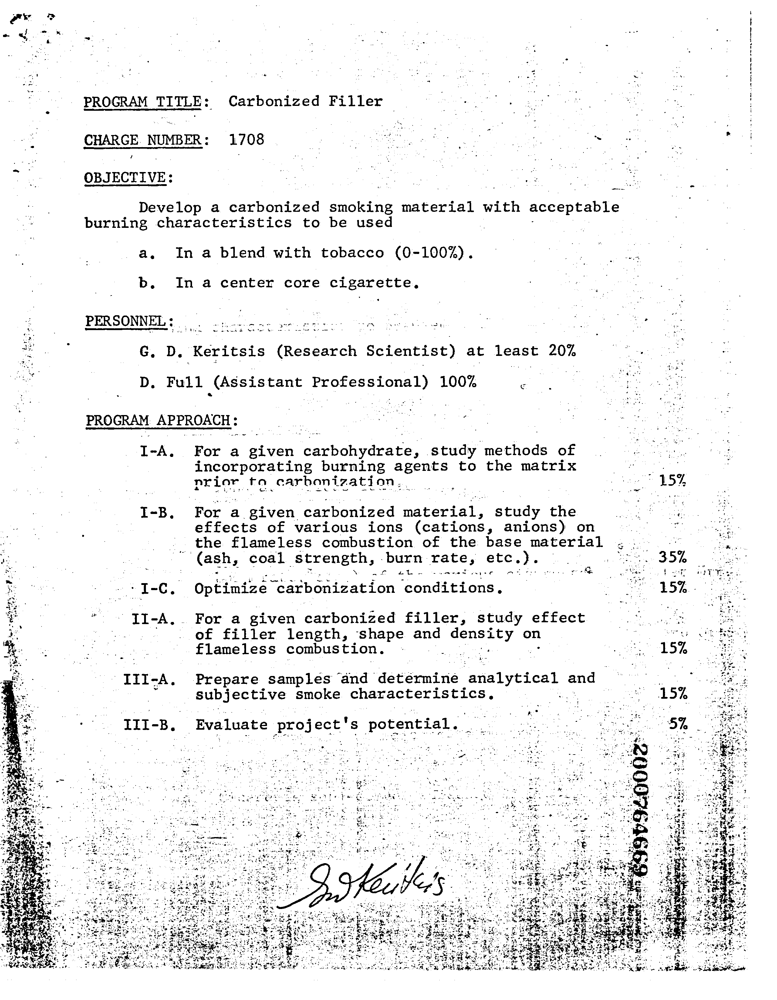 PROGRAM TITLE: Carbonized Filler
CHARGE NUMBER: 1708
OBJECTIVE:
Develop a carbonized smoking material with acceptable
burning characteristics to be used
a. In a blend with tobacco (0-100%).
b. In a center core cigarette.
PERSONNEL:
G. D. Keritsis (Research Scientist) at least 20%
D. Full (Assistant Professional) 100%
PROGRAM APPROACH:
I-A. For a given carbohydrate, study methods of
incorporating burning agents to the matrix
prior to carbonization. 15%
I-B. For a given carbonized material, study the
effects of various ions (cations, anions) on
the flameless combustion of the base material
(ash, coal strength, burn rate, etc.). 35%
I-C. Optimize carbonization conditions. 15%
II-A. For a given carbonized filler, study effect
of filler length, shape and density on
flameless combustion. 15%
III-A. Prepare samples and determine analytical and
subjective smoke characteristics. 15%
III-B. Evaluate project's potential. 5%
2000764669